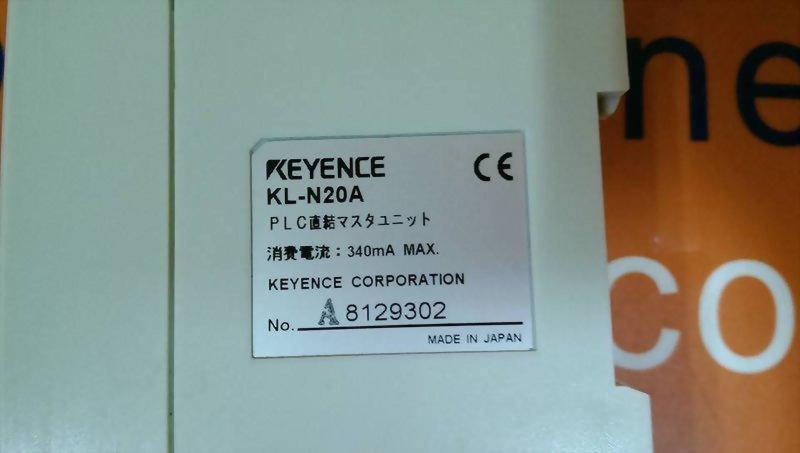 KEYENCE CE
KL-N20A
PLC直結マスタユニット
消費電流：340mA MAX.
KEYENCE CORPORATION
No. A 8129302
MADE IN JAPAN
ne
co